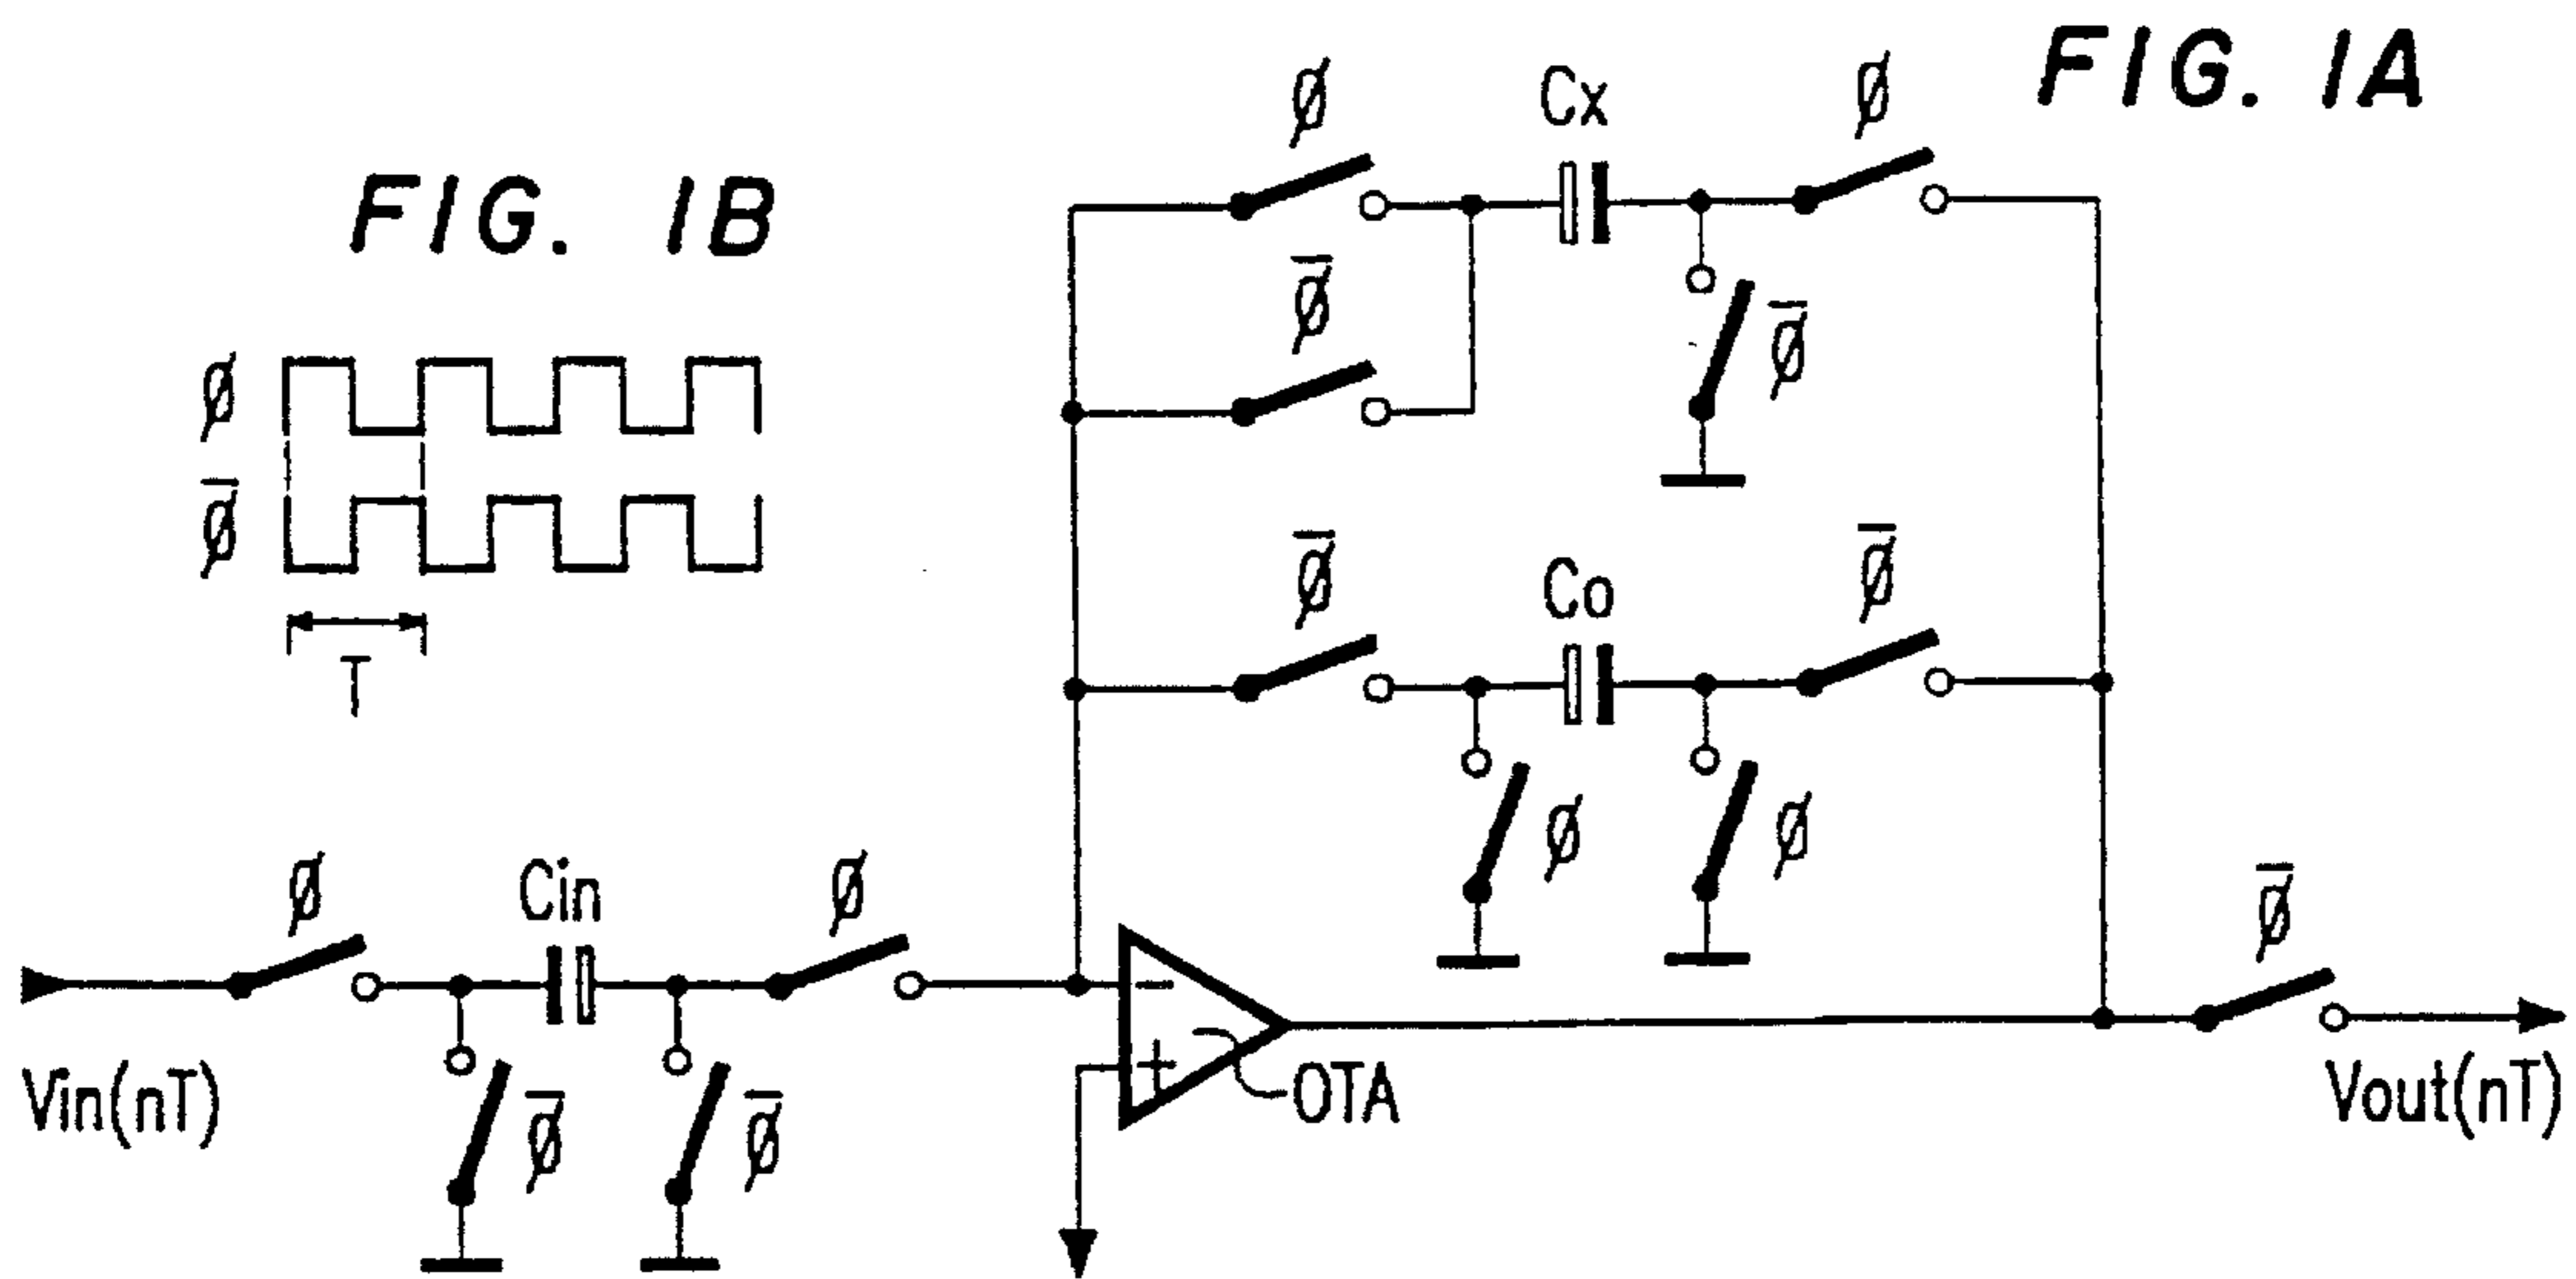 FIG. 1A
FIG. 1B
Ø
Cx
Ø
Ø̅
Ø̅
Ø
Ø̅
T
Ø̅
Co
Ø̅
Ø
Ø
Ø
Cin
Ø
Ø̅
Ø̅
Vin(nT)
−
+
OTA
Ø̅
Vout(nT)